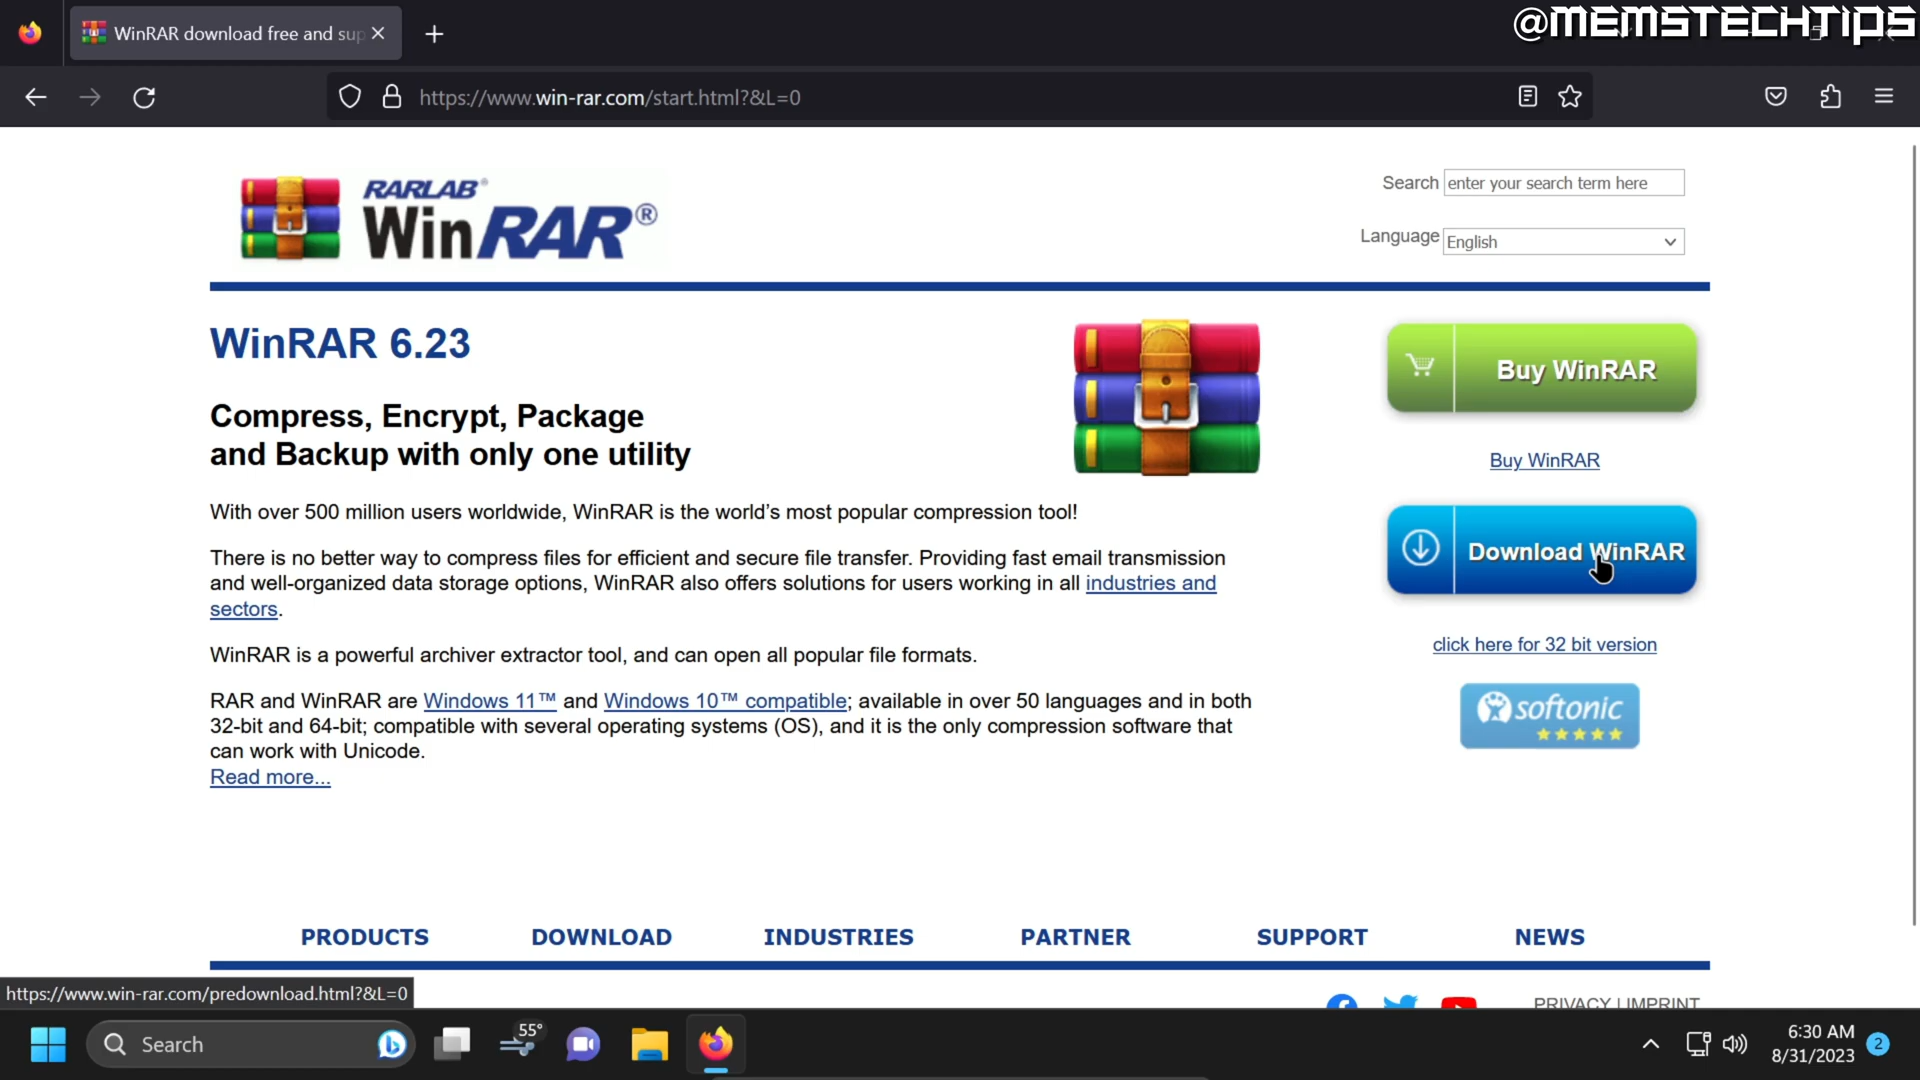 @MEMSTECHTIPS
WinRAR download free and sup
https://www.win-rar.com/start.html?&L=0
RARLAB®
WinRAR®
Search enter your search term here
Language English
WinRAR 6.23
Compress, Encrypt, Package
and Backup with only one utility
With over 500 million users worldwide, WinRAR is the world's most popular compression tool!
There is no better way to compress files for efficient and secure file transfer. Providing fast email transmission
and well-organized data storage options, WinRAR also offers solutions for users working in all industries and
sectors.
WinRAR is a powerful archiver extractor tool, and can open all popular file formats.
RAR and WinRAR are Windows 11™ and Windows 10™ compatible; available in over 50 languages and in both
32-bit and 64-bit; compatible with several operating systems (OS), and it is the only compression software that
can work with Unicode.
Read more...
Buy WinRAR
Buy WinRAR
Download WinRAR
click here for 32 bit version
softonic
PRODUCTS DOWNLOAD INDUSTRIES PARTNER SUPPORT NEWS
https://www.win-rar.com/predownload.html?&L=0
PRIVACY | IMPRINT
Search
55°
6:30 AM
8/31/2023
2